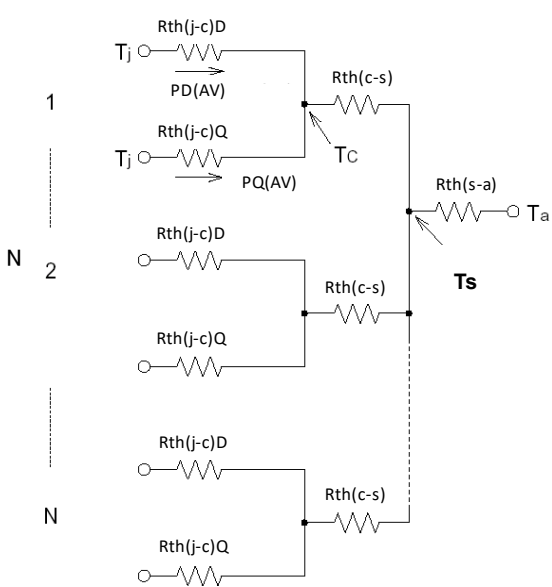 Rth(j-c)D
Tj
PD(AV)
Rth(c-s)
1
Rth(j-c)Q
Tj
TC
PQ(AV)
Rth(s-a)
Ta
Rth(j-c)D
N
2
Ts
Rth(c-s)
Rth(j-c)Q
Rth(j-c)D
Rth(c-s)
N
Rth(j-c)Q